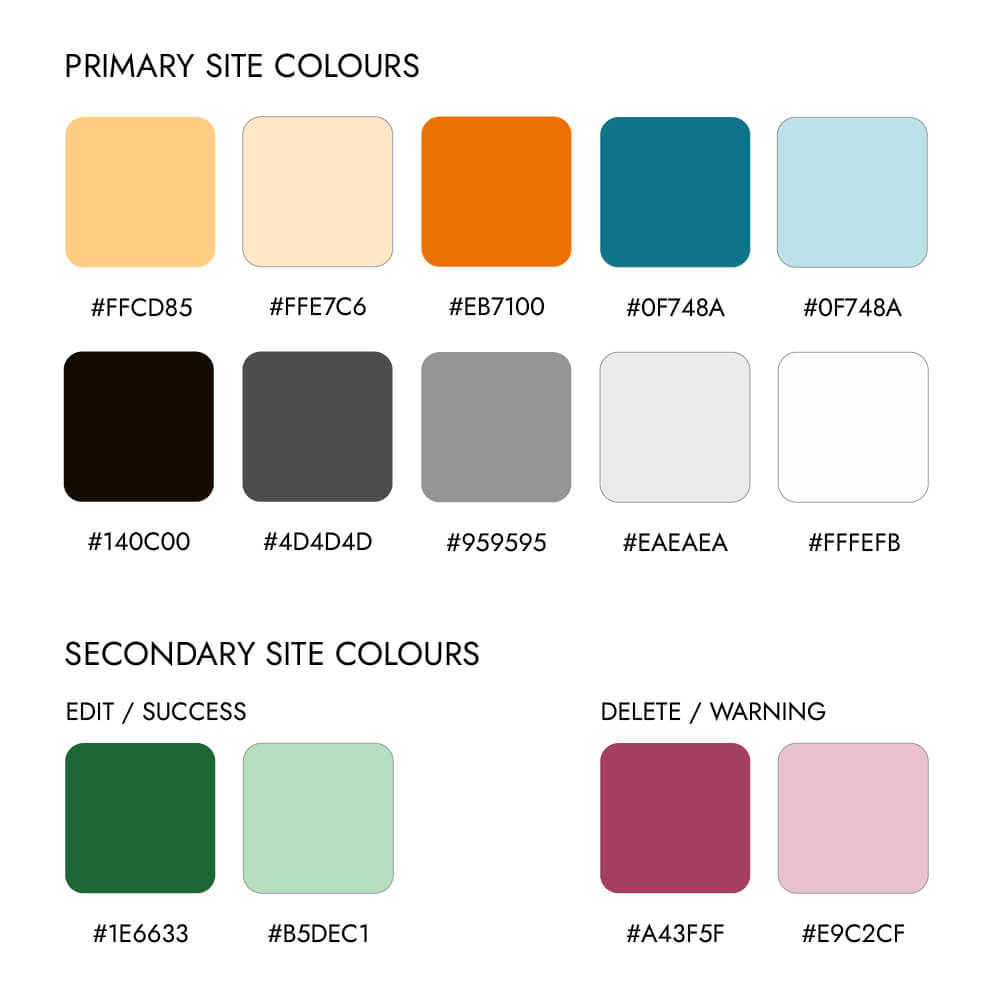 PRIMARY SITE COLOURS
#FFCD85 #FFE7C6 #EB7100 #0F748A #0F748A
#140C00 #4D4D4D #959595 #EAEAEA #FFFEFB
SECONDARY SITE COLOURS
EDIT / SUCCESS DELETE / WARNING
#1E6633 #B5DEC1 #A43F5F #E9C2CF